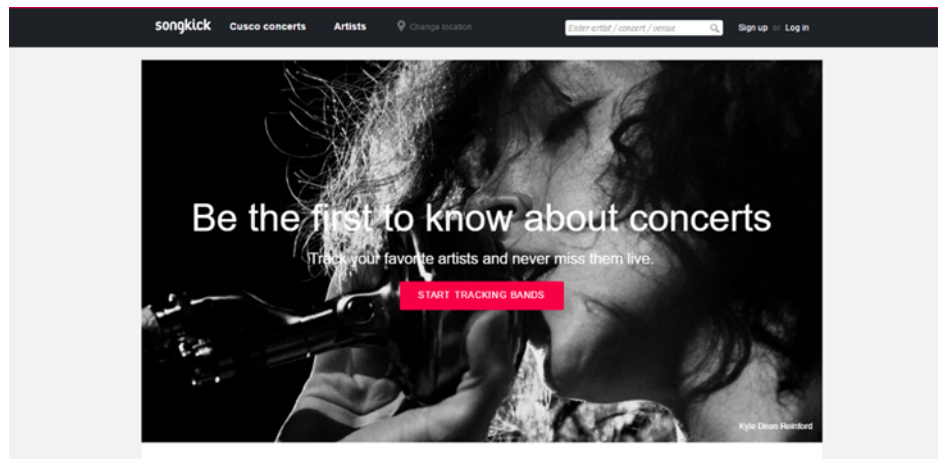 songkick Cusco concerts Artists Change location Enter artist / concert / venue Sign up or Log in
Be the first to know about concerts
Track your favorite artists and never miss them live.
START TRACKING BANDS
Kyle Dean Reinford